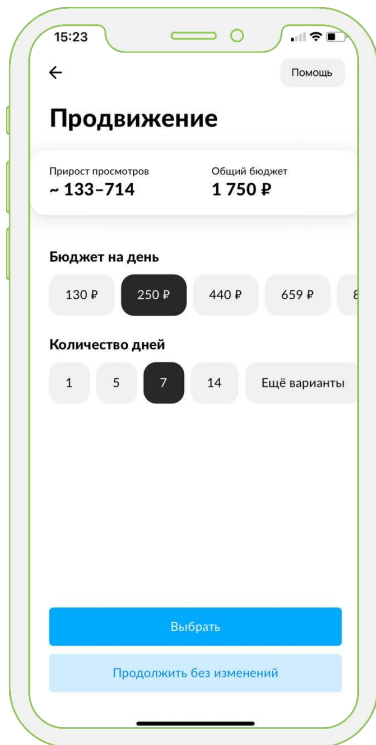 15:23
Помощь
Продвижение
Прирост просмотров Общий бюджет
~ 133–714 1 750 ₽
Бюджет на день
130 ₽ 250 ₽ 440 ₽ 659 ₽
Количество дней
1 5 7 14 Ещё варианты
Выбрать
Продолжить без изменений